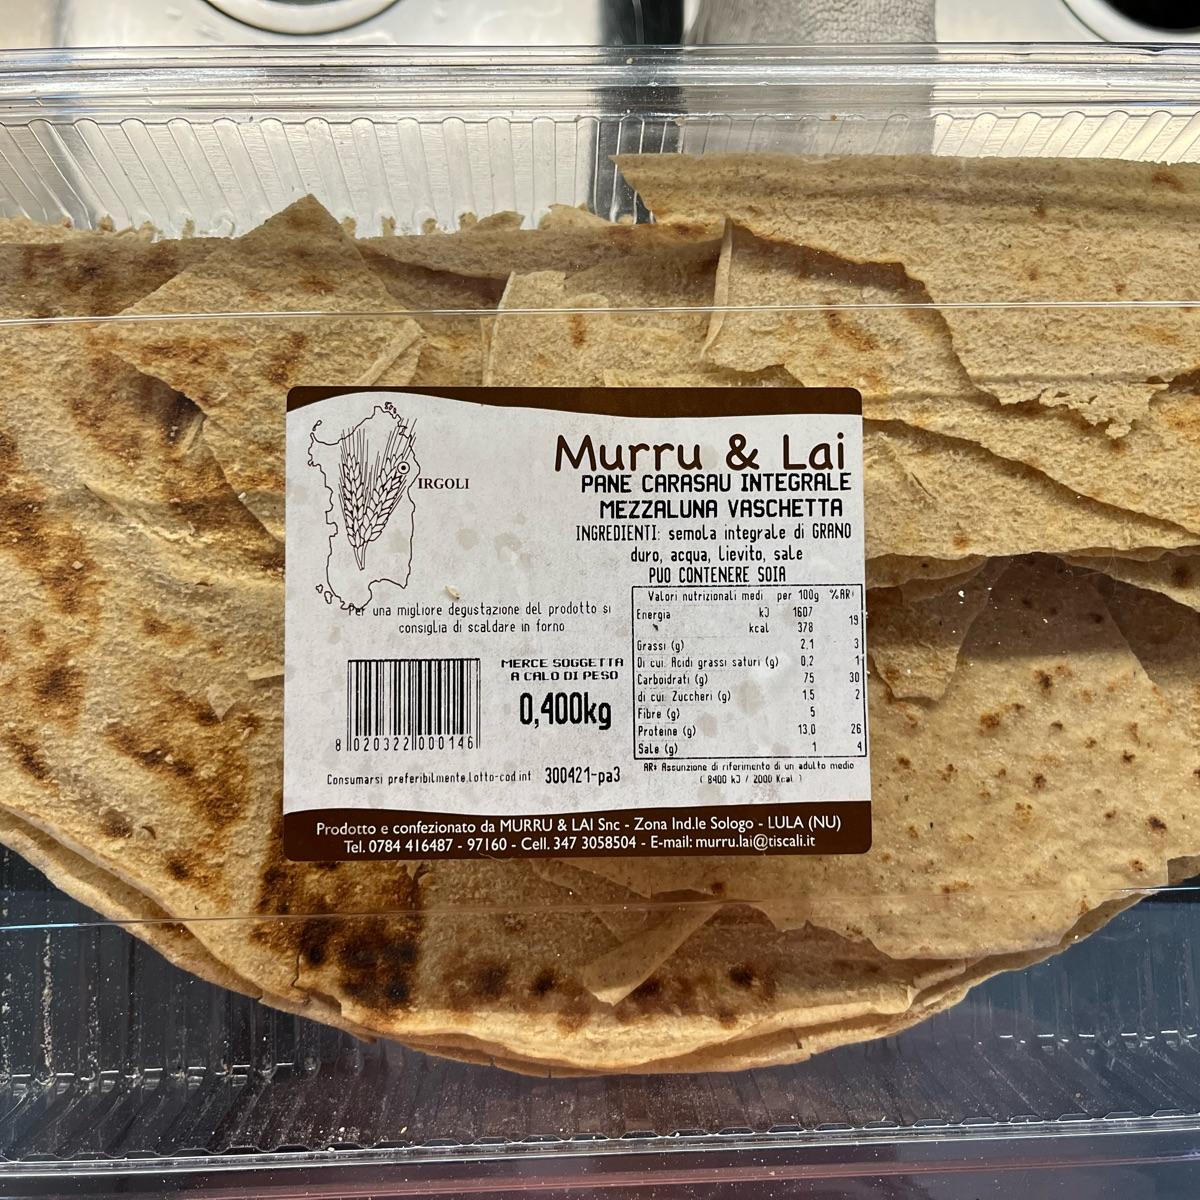 IRGOLI
Murru & Lai
PANE CARASAU INTEGRALE
MEZZALUNA VASCHETTA
INGREDIENTI: semola integrale di GRANO
duro, acqua, Lievito, sale
PUO CONTENERE SOIA
Per una migliore degustazione del prodotto si
consiglia di scaldare in forno
MERCE SOGGETTA
A CALO DI PESO
0,400kg
8 020322 000146
Consumarsi preferibilmente.lotto-cod int 300421-pa3
Valori nutrizionali medi per 100g %AR*
Energia kJ 1607
19
kcal 378
Grassi (g) 2,1 3
Di cui: Acidi grassi saturi (g) 0,2 1
Carboidrati (g) 75 30
di cui: Zuccheri (g) 1,5 2
Fibre (g) 5
Proteine (g) 13,0 26
Sale (g) 1 4
AR* Assunzione di riferimento di un adulto medio
( 8400 kJ / 2000 Kcal )
Prodotto e confezionato da MURRU & LAI Snc - Zona Ind.le Sologo - LULA (NU)
Tel. 0784 416487 - 97160 - Cell. 347 3058504 - E-mail: murru.lai@tiscali.it